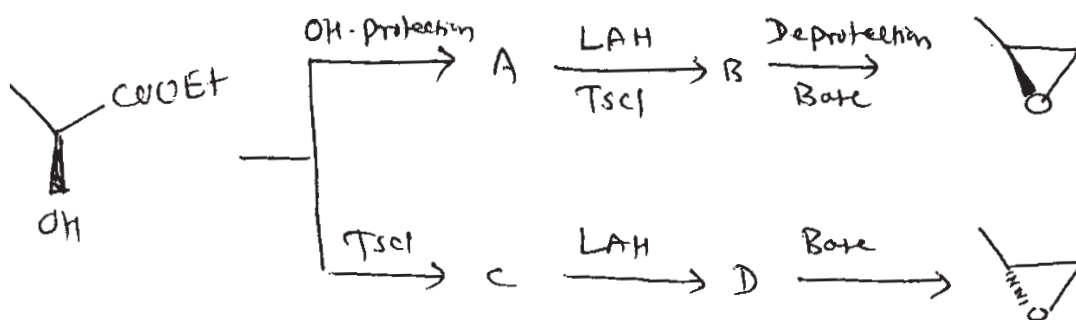 OH-protection
A
LAH
TsCl
B
Deprotection
Base
O
COOEt
OH
TsCl
C
LAH
D
Base
O